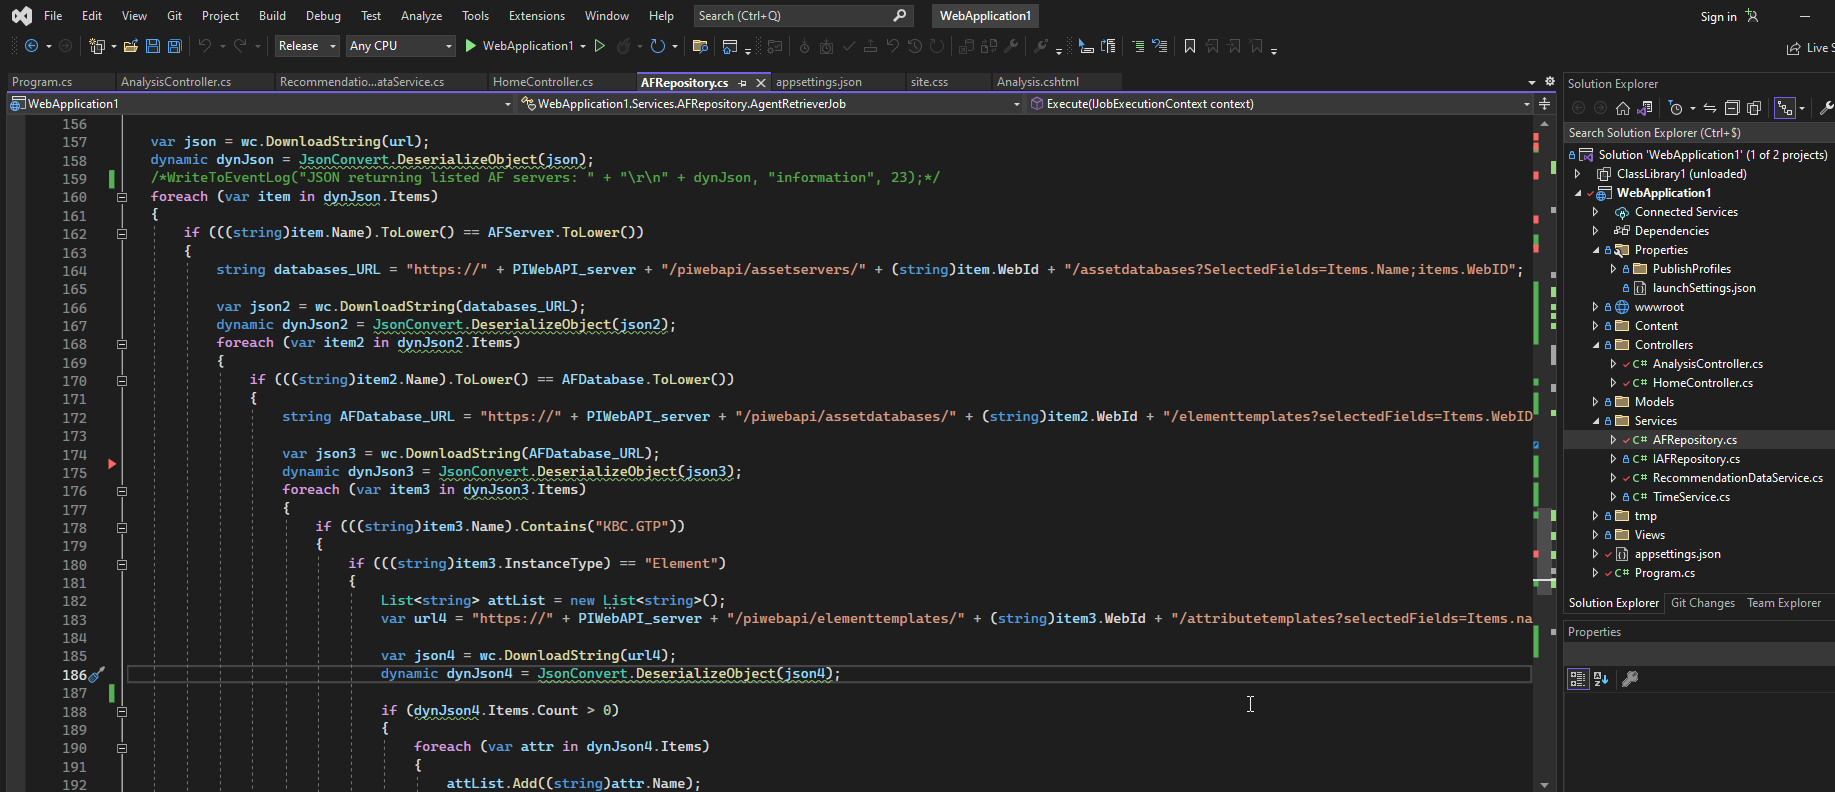 File Edit View Git Project Build Debug Test Analyze Tools Extensions Window Help Search (Ctrl+Q) WebApplication1 Sign in
Release Any CPU WebApplication1 Live S
Program.cs AnalysisController.cs Recommendatio...ataService.cs HomeController.cs AFRepository.cs appsettings.json site.css Analysis.cshtml
WebApplication1 WebApplication1.Services.AFRepository.AgentRetrieverJob Execute(IJobExecutionContext context)
156
157 var json = wc.DownloadString(url);
158 dynamic dynJson = JsonConvert.DeserializeObject(json);
159 /*WriteToEventLog("JSON returning listed AF servers: " + "\r\n" + dynJson, "information", 23);*/
160 foreach (var item in dynJson.Items)
161 {
162 if (((string)item.Name).ToLower() == AFServer.ToLower())
163 {
164 string databases_URL = "https://" + PIWebAPI_server + "/piwebapi/assetservers/" + (string)item.WebId + "/assetdatabases?SelectedFields=Items.Name;items.WebID";
165
166 var json2 = wc.DownloadString(databases_URL);
167 dynamic dynJson2 = JsonConvert.DeserializeObject(json2);
168 foreach (var item2 in dynJson2.Items)
169 {
170 if (((string)item2.Name).ToLower() == AFDatabase.ToLower())
171 {
172 string AFDatabase_URL = "https://" + PIWebAPI_server + "/piwebapi/assetdatabases/" + (string)item2.WebId + "/elementtemplates?selectedFields=Items.WebID
173
174 var json3 = wc.DownloadString(AFDatabase_URL);
175 dynamic dynJson3 = JsonConvert.DeserializeObject(json3);
176 foreach (var item3 in dynJson3.Items)
177 {
178 if (((string)item3.Name).Contains("KBC.GTP"))
179 {
180 if (((string)item3.InstanceType) == "Element")
181 {
182 List<string> attList = new List<string>();
183 var url4 = "https://" + PIWebAPI_server + "/piwebapi/elementtemplates/" + (string)item3.WebId + "/attributetemplates?selectedFields=Items.na
184
185 var json4 = wc.DownloadString(url4);
186 dynamic dynJson4 = JsonConvert.DeserializeObject(json4);
187
188 if (dynJson4.Items.Count > 0)
189 {
190 foreach (var attr in dynJson4.Items)
191 {
192 attList.Add((string)attr.Name);
Solution Explorer
Search Solution Explorer (Ctrl+$)
Solution 'WebApplication1' (1 of 2 projects)
ClassLibrary1 (unloaded)
WebApplication1
Connected Services
Dependencies
Properties
PublishProfiles
launchSettings.json
wwwroot
Content
Controllers
C# AnalysisController.cs
C# HomeController.cs
Models
Services
C# AFRepository.cs
C# IAFRepository.cs
C# RecommendationDataService.cs
C# TimeService.cs
tmp
Views
appsettings.json
C# Program.cs
Solution Explorer Git Changes Team Explorer
Properties